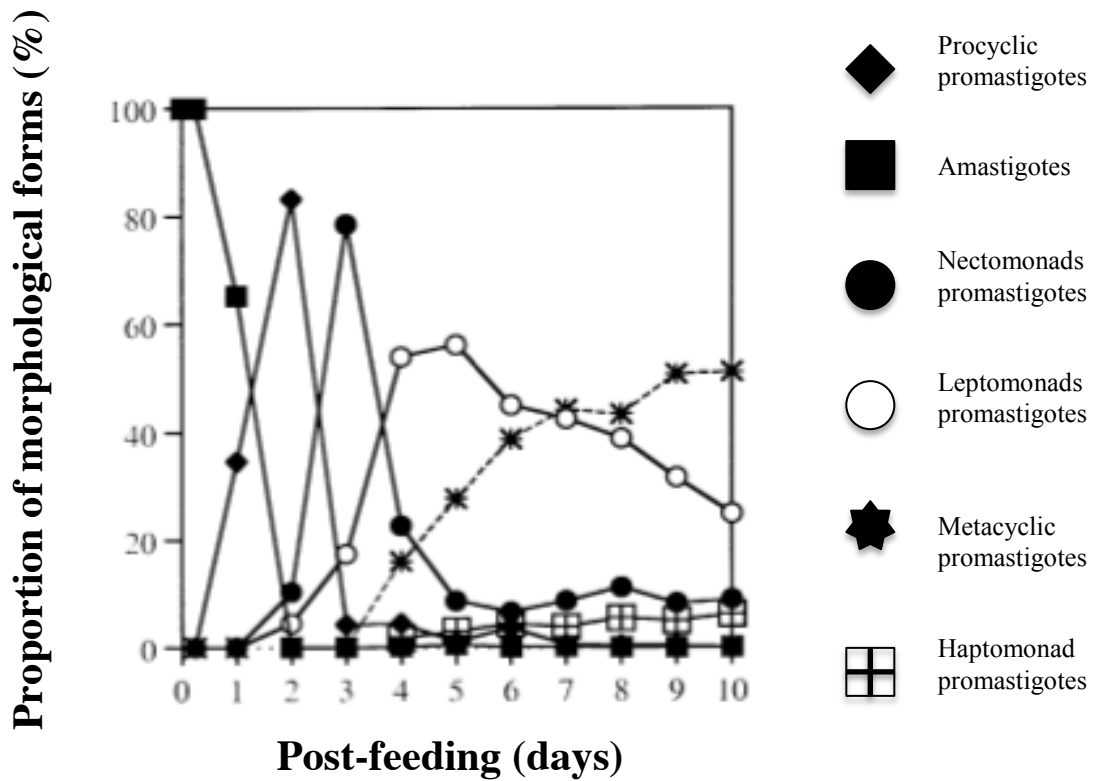 Proportion of morphological forms (%)
100
80
60
40
20
0
0 1 2 3 4 5 6 7 8 9 10
Post-feeding (days)
Procyclic
promastigotes
Amastigotes
Nectomonads
promastigotes
Leptomonads
promastigotes
Metacyclic
promastigotes
Haptomonad
promastigotes